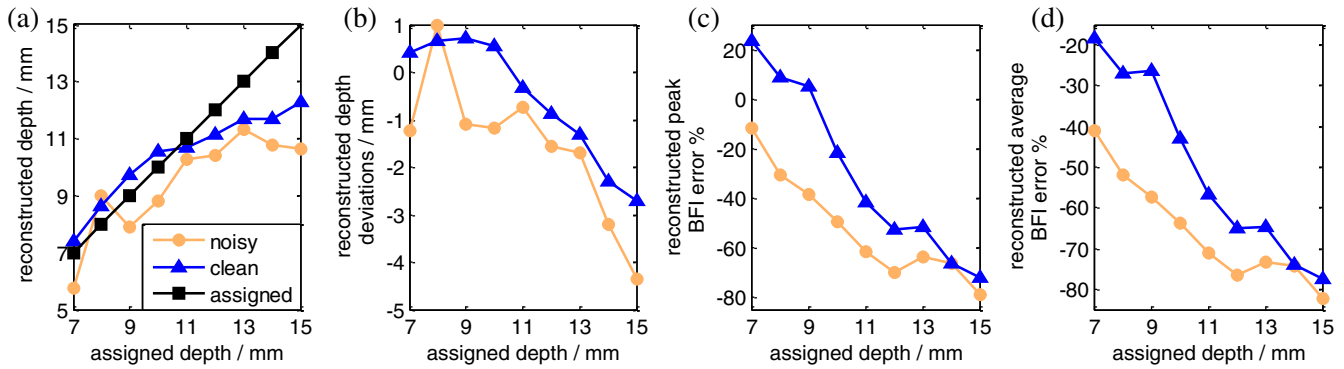 (a)
reconstructed depth / mm
15
13
11
9
7
5
7 9 11 13 15
assigned depth / mm
noisy
clean
assigned
(b)
reconstructed depth
deviations / mm
1
0
-1
-2
-3
-4
-5
7 9 11 13 15
assigned depth / mm
(c)
reconstructed peak
BFI error %
20
0
-20
-40
-60
-80
7 9 11 13 15
assigned depth / mm
(d)
reconstructed average
BFI error %
-20
-30
-40
-50
-60
-70
-80
7 9 11 13 15
assigned depth / mm